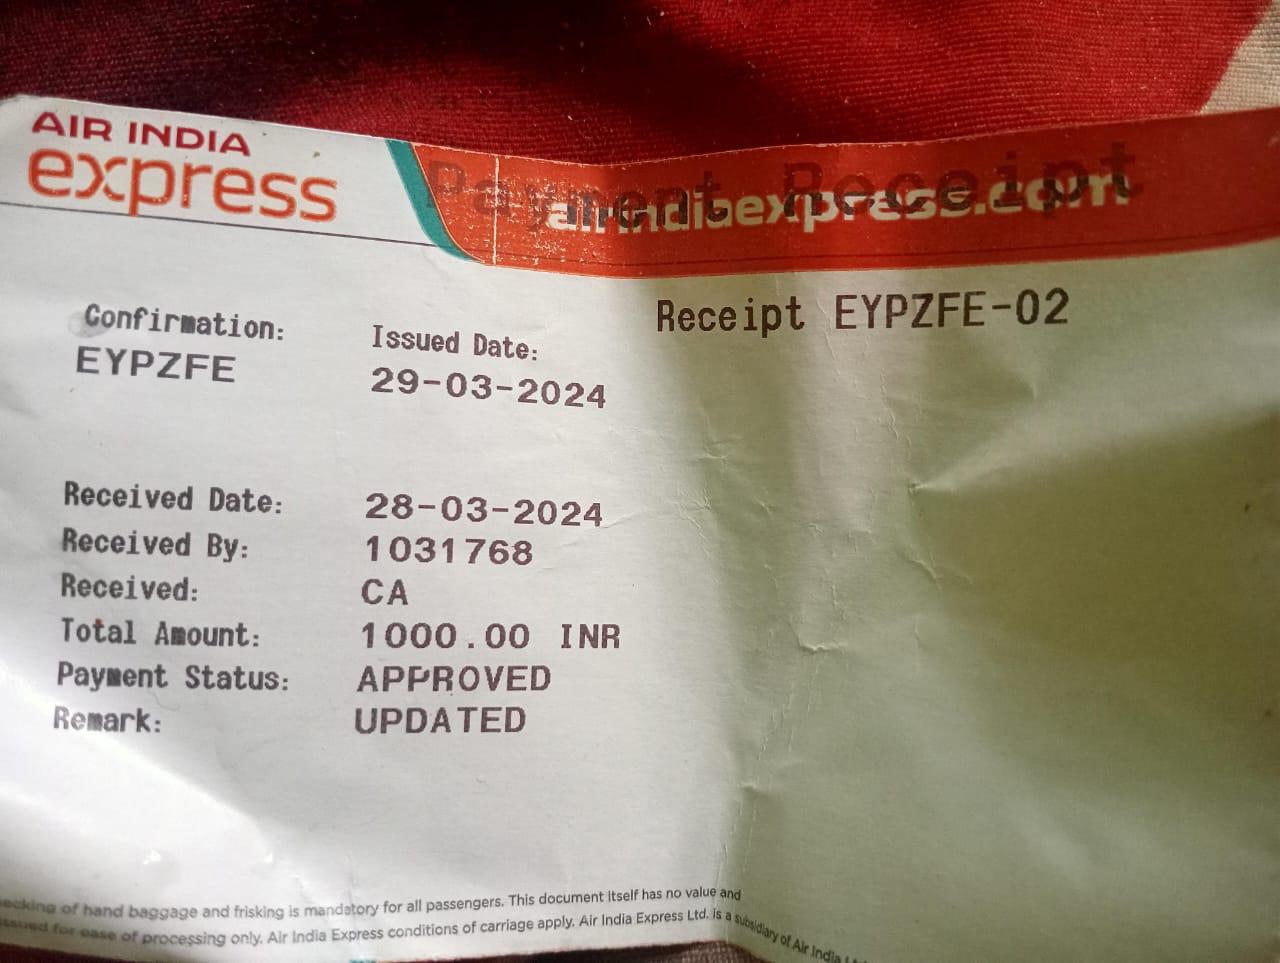 AIR INDIA
express
airindiaexpress.com
Payment Receipt
Receipt EYPZFE-02
Confirmation:
EYPZFE
Issued Date:
29-03-2024
Received Date: 28-03-2024
Received By: 1031768
Received: CA
Total Amount: 1000.00 INR
Payment Status: APPROVED
Remark: UPDATED
of hand baggage and frisking is mandatory for all passengers. This document itself has no value and
for ease of processing only. Air India Express conditions of carriage apply. Air India Express Ltd. is a subsidiary of Air India